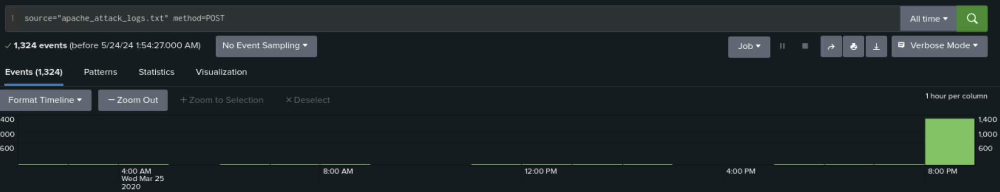 1 source="apache_attack_logs.txt" method=POST
All time
1,324 events (before 5/24/24 1:54:27.000 AM)
No Event Sampling
Job
Verbose Mode
Events (1,324) Patterns Statistics Visualization
Format Timeline
— Zoom Out
+ Zoom to Selection
× Deselect
1 hour per column
400
000
600
1,400
1,000
600
4:00 AM
Wed Mar 25
2020
8:00 AM
12:00 PM
4:00 PM
8:00 PM